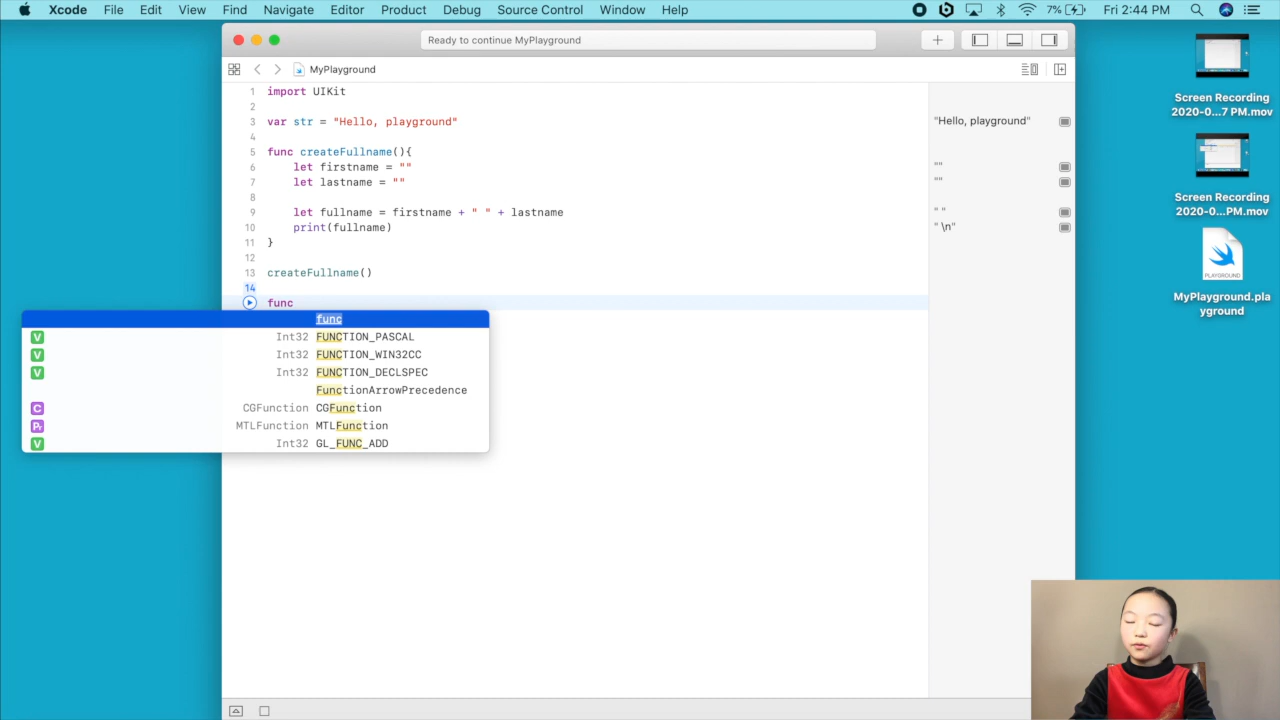 Xcode File Edit View Find Navigate Editor Product Debug Source Control Window Help 7% Fri 2:44 PM
Ready to continue MyPlayground
MyPlayground
1 import UIKit
2
3 var str = "Hello, playground"
4
5 func createFullname(){
6 let firstname = ""
7 let lastname = ""
8
9 let fullname = firstname + " " + lastname
10 print(fullname)
11 }
12
13 createFullname()
14
func
func
V Int32 FUNCTION_PASCAL
V Int32 FUNCTION_WIN32CC
V Int32 FUNCTION_DECLSPEC
FunctionArrowPrecedence
C CGFunction CGFunction
Pr MTLFunction MTLFunction
V Int32 GL_FUNC_ADD
"Hello, playground"
""
""
" "
" \n"
Screen Recording
2020-0...7 PM.mov
Screen Recording
2020-0...PM.mov
PLAYGROUND
MyPlayground.pla
yground